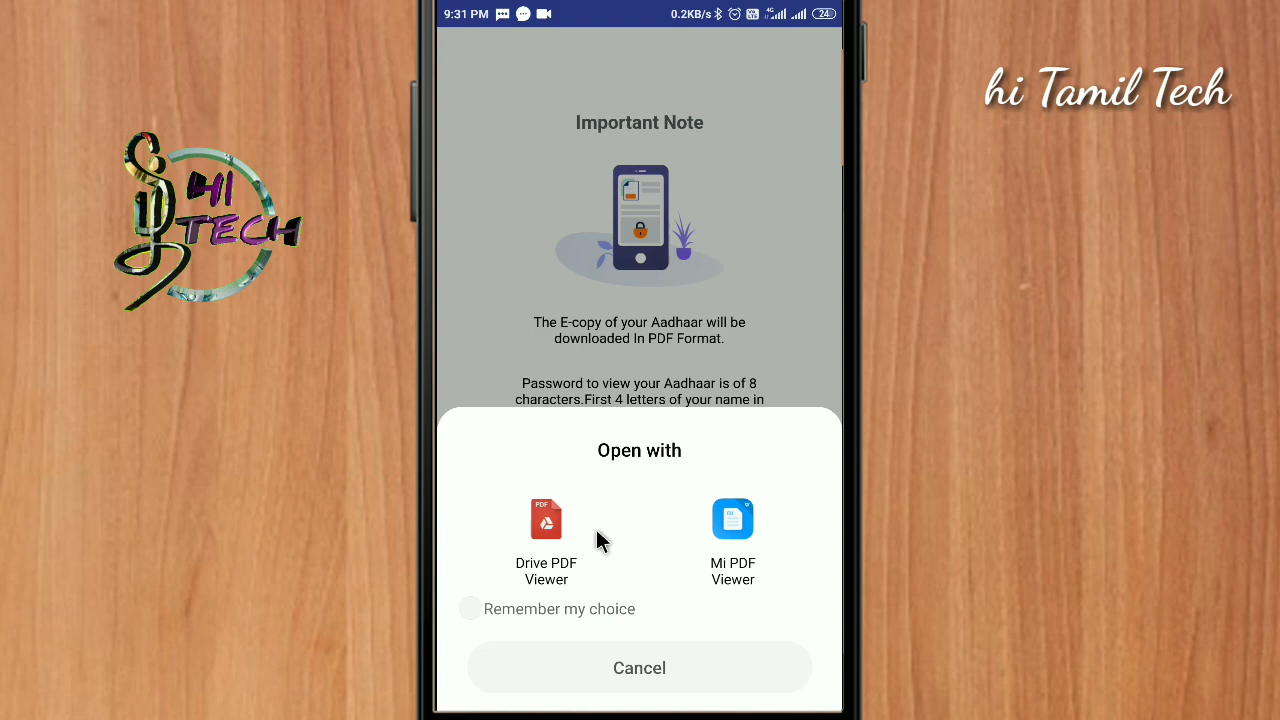 9:31 PM
0.2KB/s
4G
24
hi Tamil Tech
HI
TECH
Important Note
The E-copy of your Aadhaar will be
downloaded In PDF Format.
Password to view your Aadhaar is of 8
characters.First 4 letters of your name in
Open with
PDF
Drive PDF
Viewer
Mi PDF
Viewer
Remember my choice
Cancel